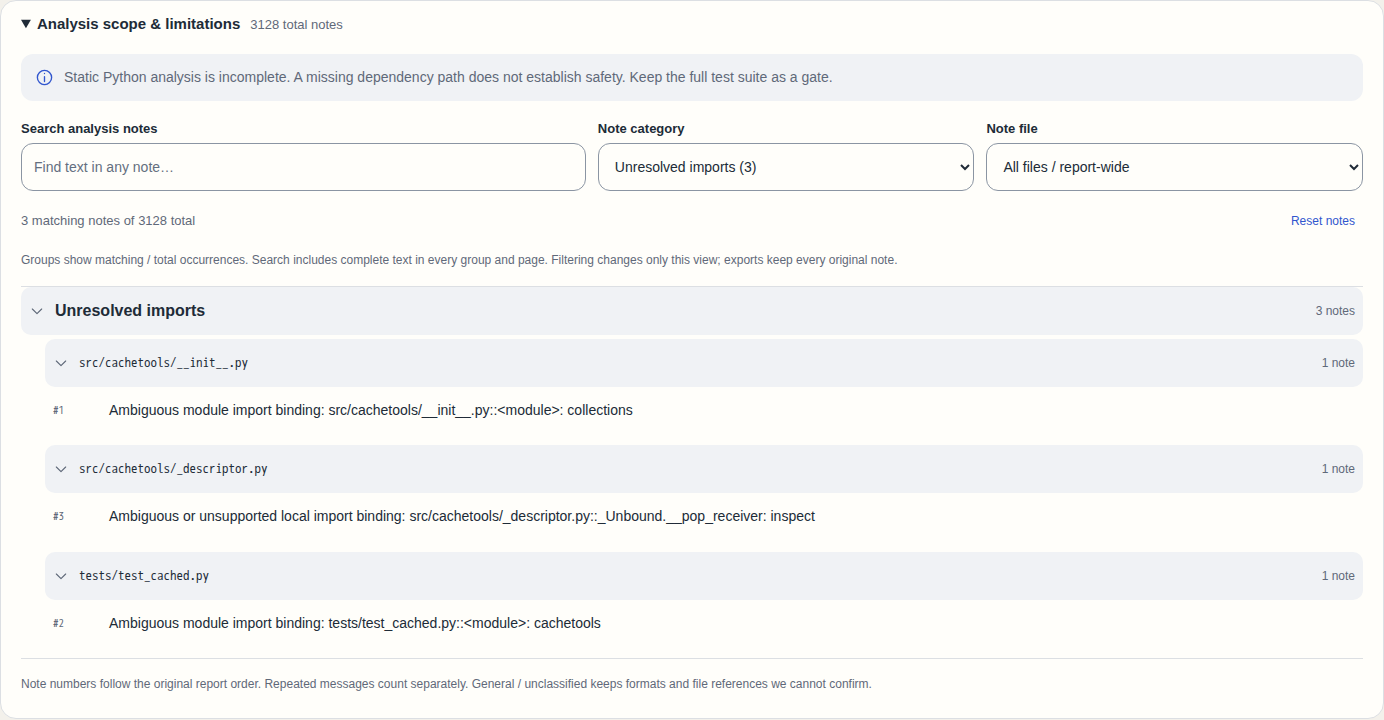 Analysis scope & limitations 3128 total notes
Static Python analysis is incomplete. A missing dependency path does not establish safety. Keep the full test suite as a gate.
Search analysis notes
Note category
Note file
Find text in any note…
Unresolved imports (3)
All files / report-wide
3 matching notes of 3128 total
Reset notes
Groups show matching / total occurrences. Search includes complete text in every group and page. Filtering changes only this view; exports keep every original note.
Unresolved imports
3 notes
src/cachetools/__init__.py
1 note
#1 Ambiguous module import binding: src/cachetools/__init__.py::<module>: collections
src/cachetools/_descriptor.py
1 note
#3 Ambiguous or unsupported local import binding: src/cachetools/_descriptor.py::_Unbound.__pop_receiver: inspect
tests/test_cached.py
1 note
#2 Ambiguous module import binding: tests/test_cached.py::<module>: cachetools
Note numbers follow the original report order. Repeated messages count separately. General / unclassified keeps formats and file references we cannot confirm.